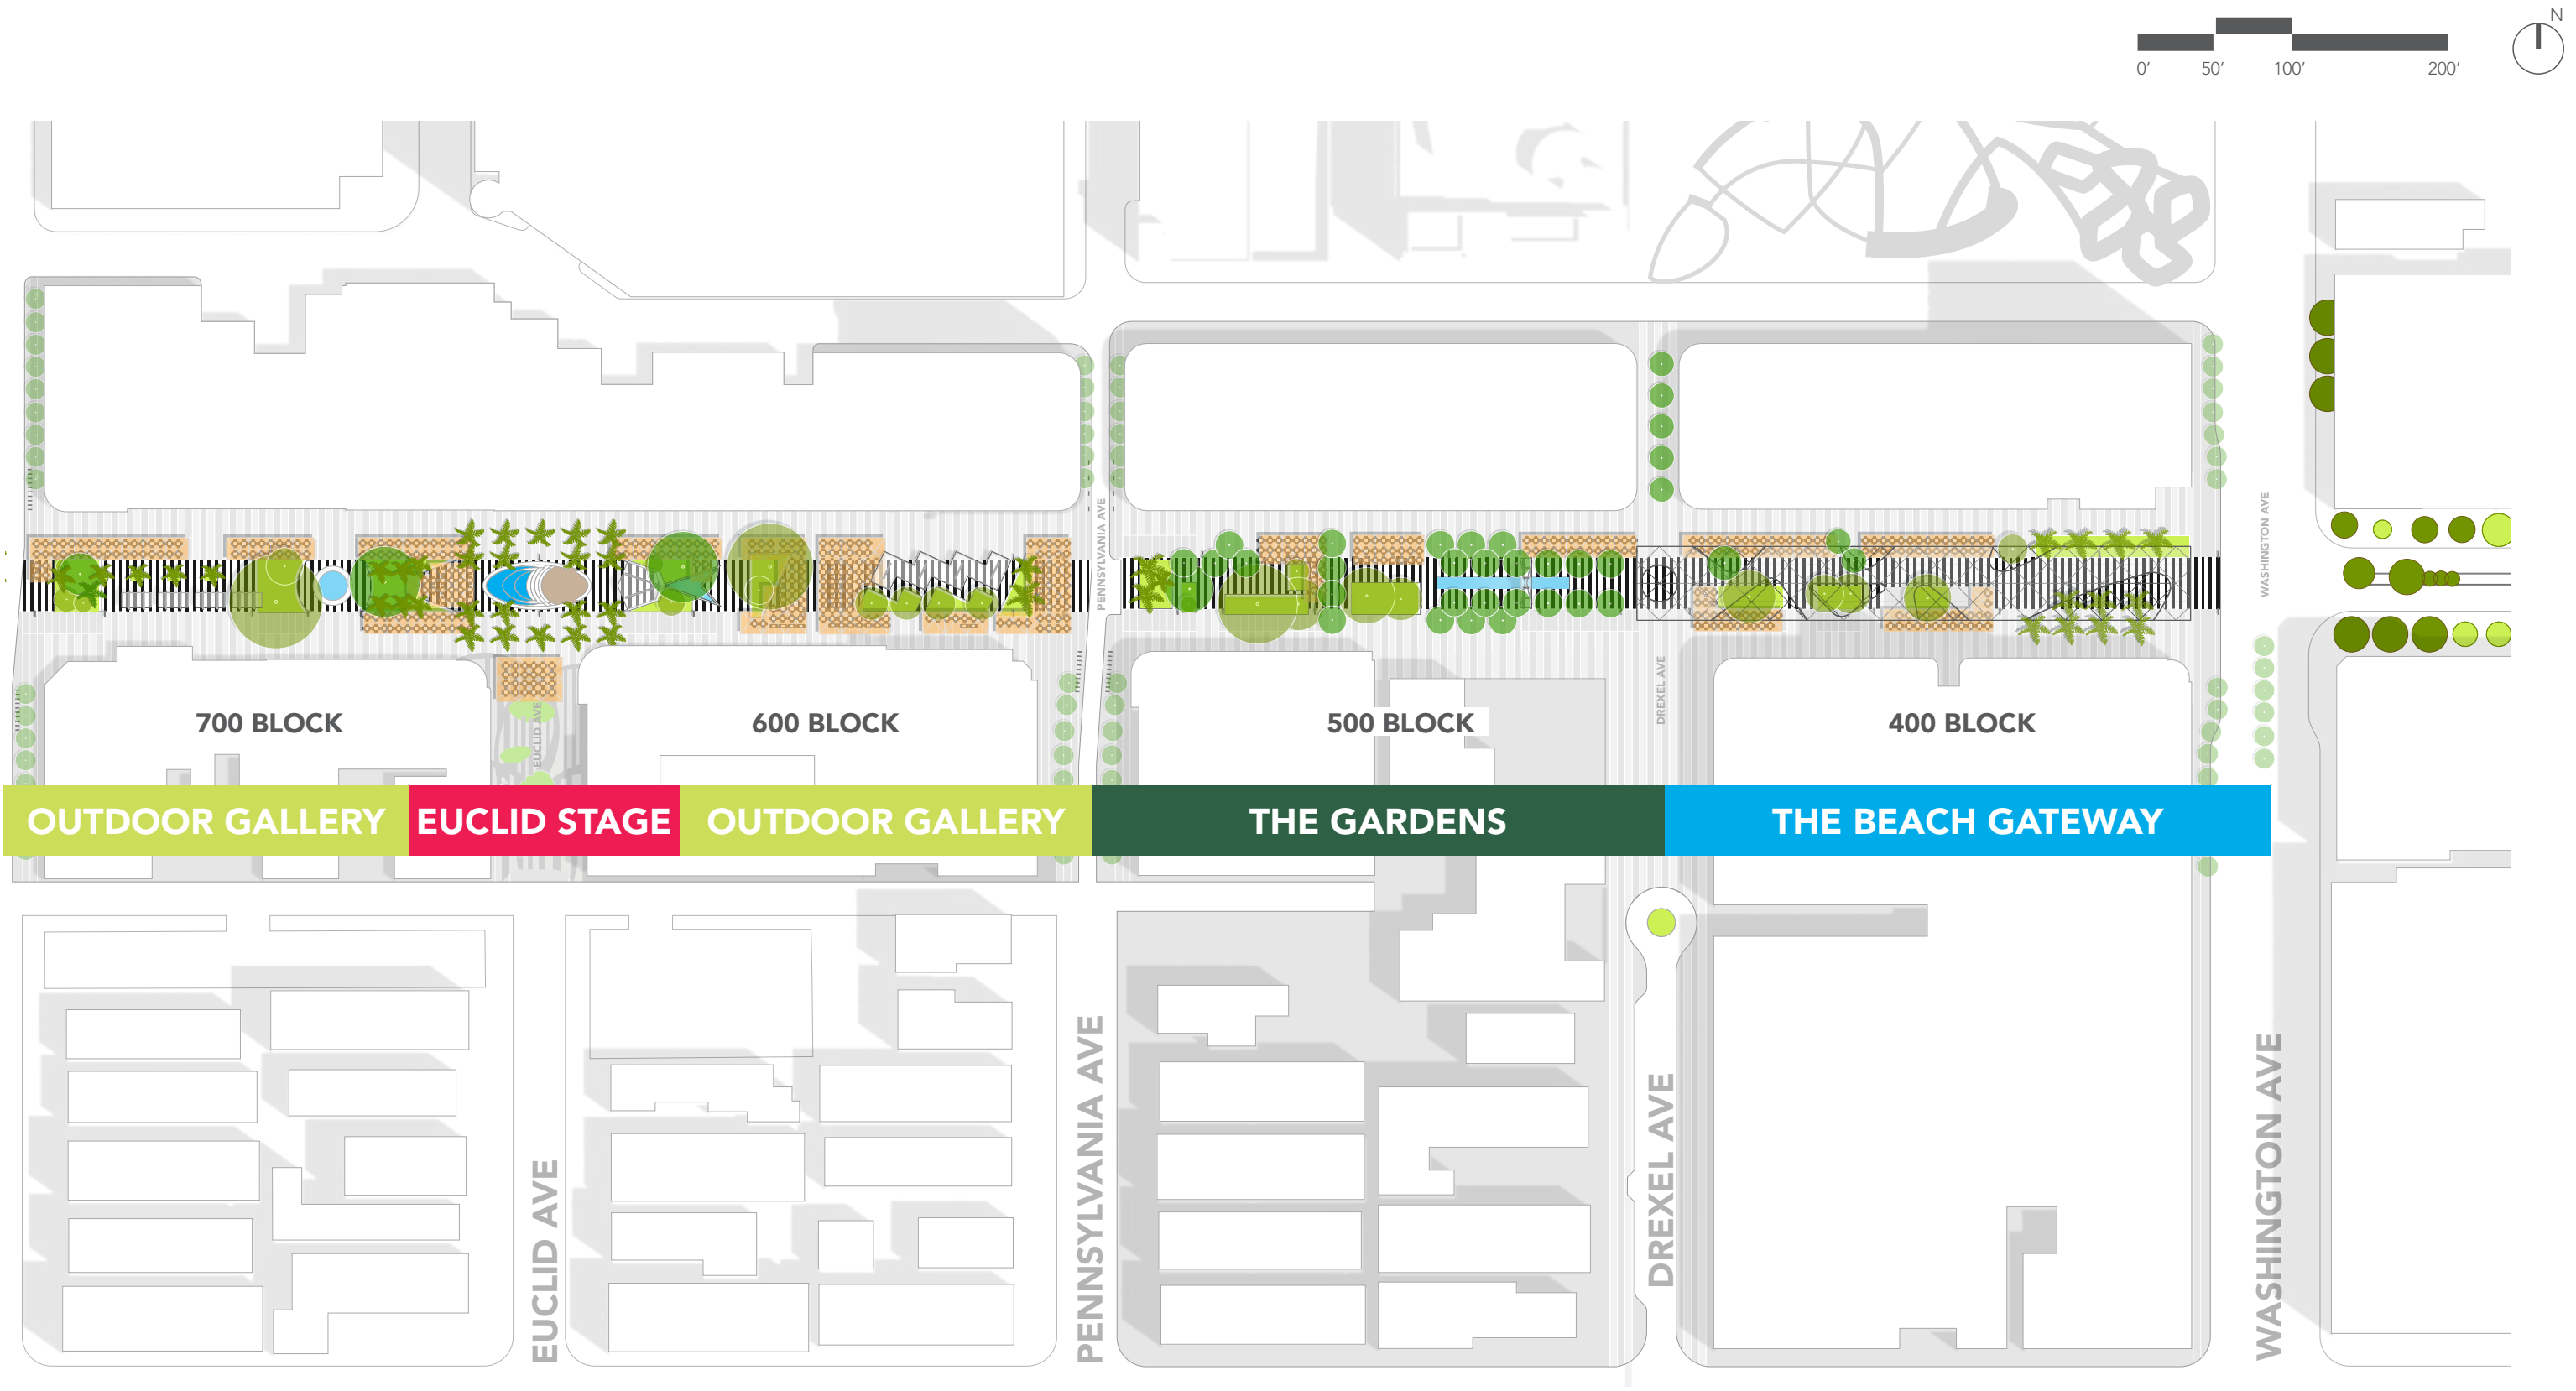 N
0’ 50’ 100’ 200’
PENNSYLVANIA AVE
WASHINGTON AVE
DREXEL AVE
EUCLID AVE
700 BLOCK
600 BLOCK
500 BLOCK
400 BLOCK
OUTDOOR GALLERY
EUCLID STAGE
OUTDOOR GALLERY
THE GARDENS
THE BEACH GATEWAY
EUCLID AVE
PENNSYLVANIA AVE
DREXEL AVE
WASHINGTON AVE